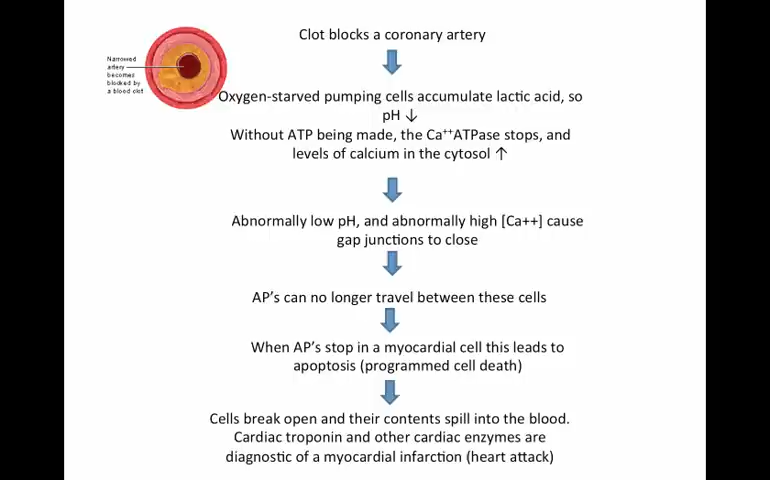 Clot blocks a coronary artery
Narrowed
artery
becomes
blocked by
a blood clot
Oxygen-starved pumping cells accumulate lactic acid, so
pH ↓
Without ATP being made, the Ca⁺⁺ATPase stops, and
levels of calcium in the cytosol ↑
Abnormally low pH, and abnormally high [Ca++] cause
gap junctions to close
AP's can no longer travel between these cells
When AP's stop in a myocardial cell this leads to
apoptosis (programmed cell death)
Cells break open and their contents spill into the blood.
Cardiac troponin and other cardiac enzymes are
diagnostic of a myocardial infarction (heart attack)